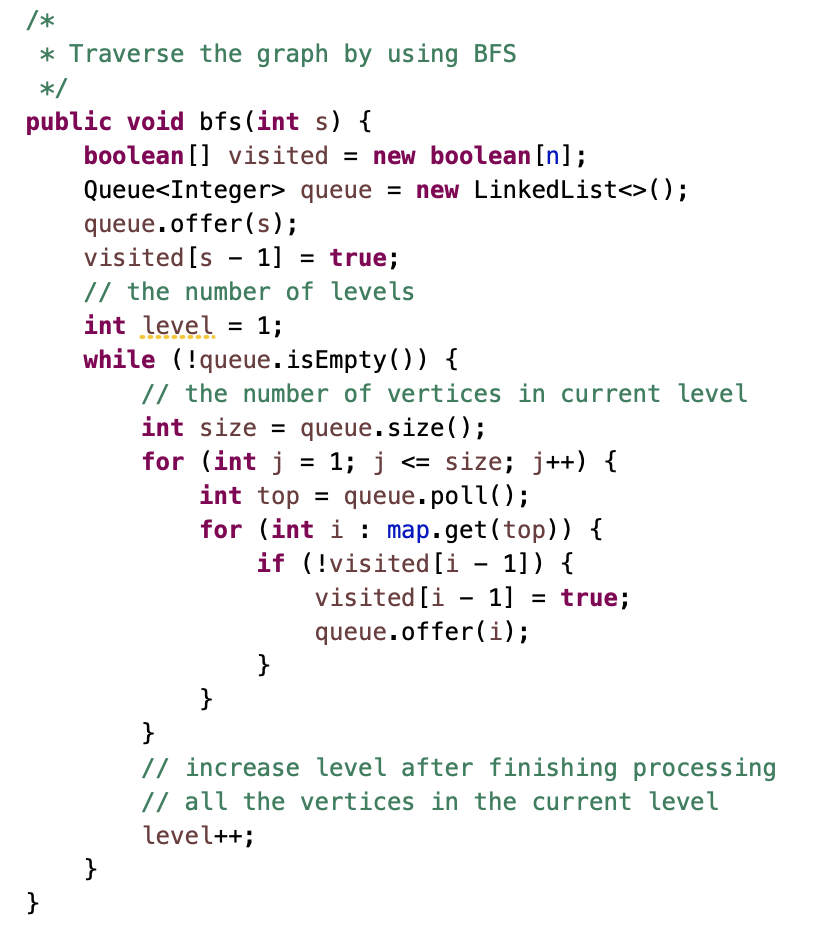 /*
 * Traverse the graph by using BFS
 */
public void bfs(int s) {
    boolean[] visited = new boolean[n];
    Queue<Integer> queue = new LinkedList<>();
    queue.offer(s);
    visited[s - 1] = true;
    // the number of levels
    int level = 1;
    while (!queue.isEmpty()) {
        // the number of vertices in current level
        int size = queue.size();
        for (int j = 1; j <= size; j++) {
            int top = queue.poll();
            for (int i : map.get(top)) {
                if (!visited[i - 1]) {
                    visited[i - 1] = true;
                    queue.offer(i);
                }
            }
        }
        // increase level after finishing processing
        // all the vertices in the current level
        level++;
    }
}